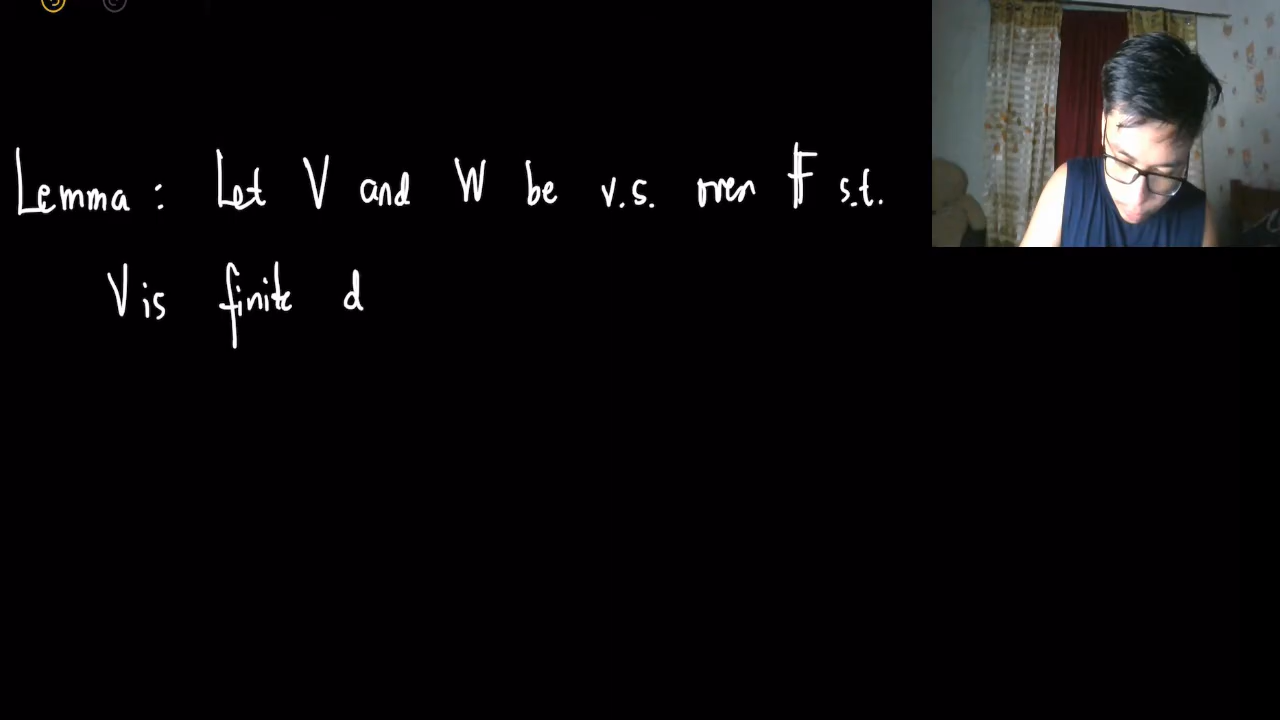 Lemma : Let V and W be v.s. over F s.t.
V is finite d